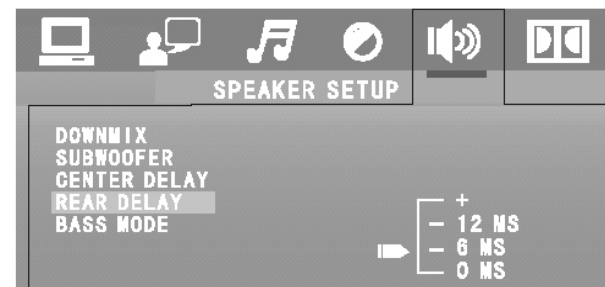 SPEAKER SETUP
DOWNMIX
SUBWOOFER
CENTER DELAY
REAR DELAY
BASS MODE
+
– 12 MS
– 6 MS
0 MS